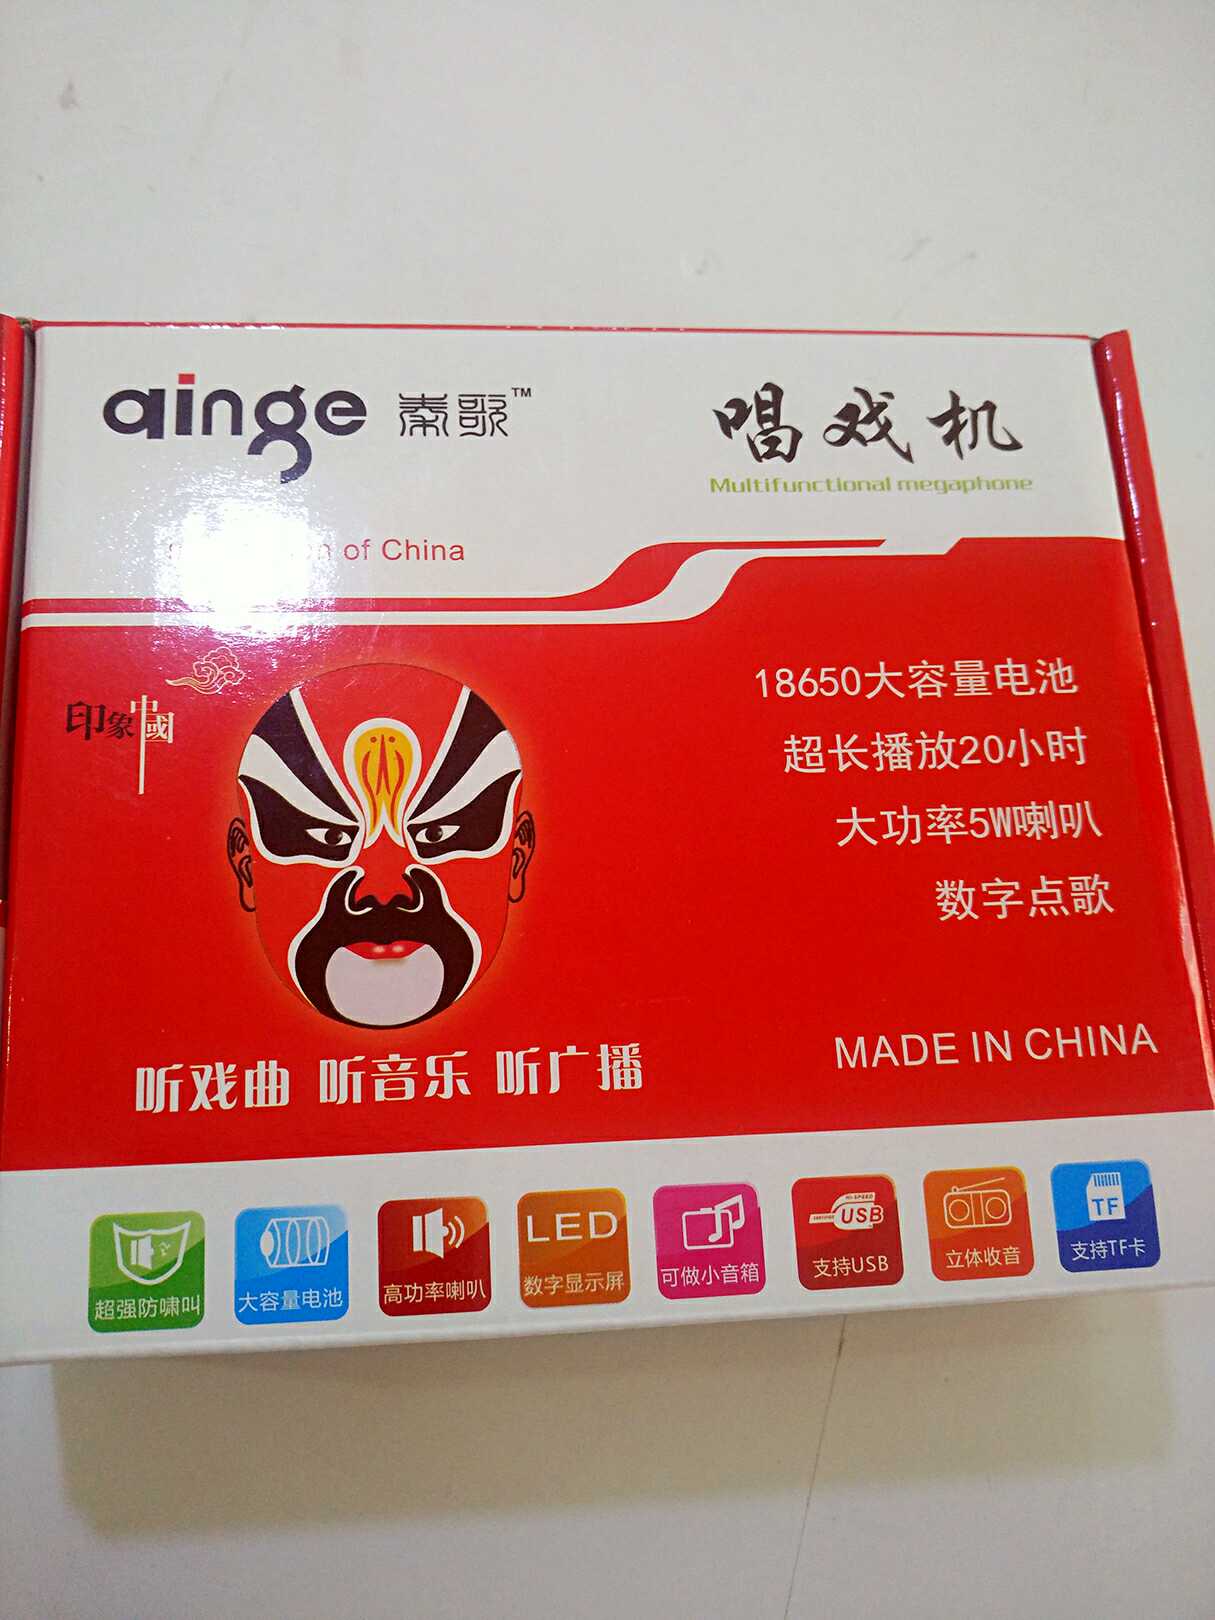 qinge 秦歌™
唱戏机
Multifunctional megaphone
of China
印象中國
18650大容量电池
超长播放20小时
大功率5W喇叭
数字点歌
听戏曲 听音乐 听广播
MADE IN CHINA
超强防啸叫
大容量电池
高功率喇叭
LED
数字显示屏
可做小音箱
HI-SPEED
CERTIFIED
USB
支持USB
立体收音
TF
支持TF卡